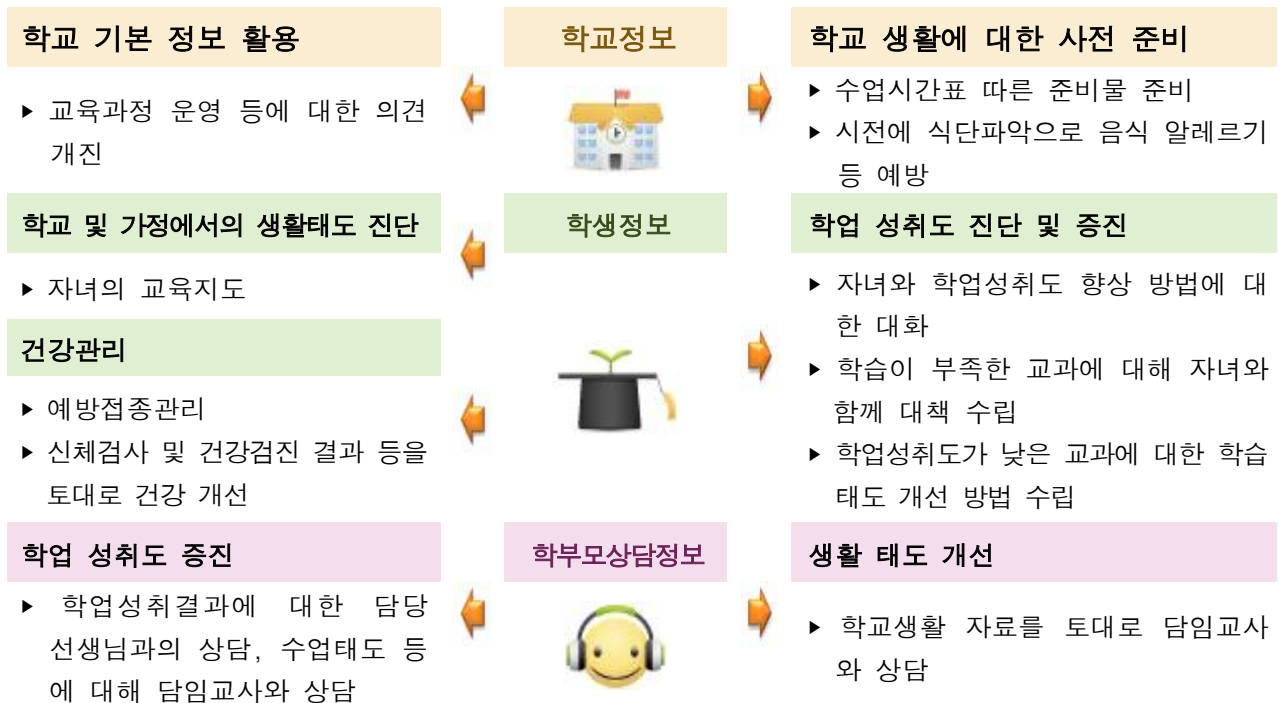 학교 기본 정보 활용
▸ 교육과정 운영 등에 대한 의견
개진
학교정보
학교 생활에 대한 사전 준비
▸ 수업시간표 따른 준비물 준비
▸ 시전에 식단파악으로 음식 알레르기
등 예방
학교 및 가정에서의 생활태도 진단
▸ 자녀의 교육지도
건강관리
▸ 예방접종관리
▸ 신체검사 및 건강검진 결과 등을
토대로 건강 개선
학생정보
학업 성취도 진단 및 증진
▸ 자녀와 학업성취도 향상 방법에 대
한 대화
▸ 학습이 부족한 교과에 대해 자녀와
함께 대책 수립
▸ 학업성취도가 낮은 교과에 대한 학습
태도 개선 방법 수립
학업 성취도 증진
▸ 학업성취결과에 대한 담당
선생님과의 상담, 수업태도 등
에 대해 담임교사와 상담
학부모상담정보
생활 태도 개선
▸ 학교생활 자료를 토대로 담임교사
와 상담